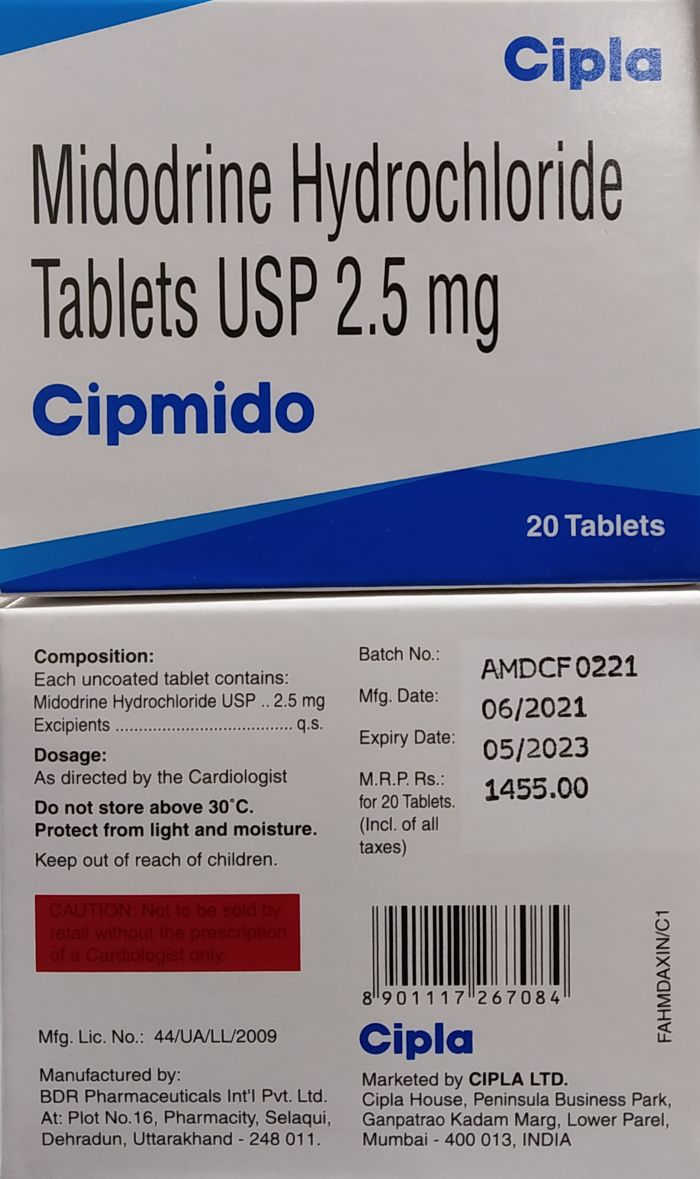 Cipla
Midodrine Hydrochloride
Tablets USP 2.5 mg
Cipmido
20 Tablets
Composition:
Each uncoated tablet contains:
Midodrine Hydrochloride USP .. 2.5 mg
Excipients ...................................... q.s.
Dosage:
As directed by the Cardiologist
Do not store above 30°C.
Protect from light and moisture.
Keep out of reach of children.
CAUTION: Not to be sold by
retail without the prescription
of a Cardiologist only.
Mfg. Lic. No.: 44/UA/LL/2009
Manufactured by:
BDR Pharmaceuticals Int'l Pvt. Ltd.
At: Plot No.16, Pharmacity, Selaqui,
Dehradun, Uttarakhand - 248 011.
Batch No.: AMDCF0221
Mfg. Date: 06/2021
Expiry Date: 05/2023
M.R.P. Rs.: 1455.00
for 20 Tablets.
(Incl. of all
taxes)
8 901117 267084
FAHMDAXIN/C1
Cipla
Marketed by CIPLA LTD.
Cipla House, Peninsula Business Park,
Ganpatrao Kadam Marg, Lower Parel,
Mumbai - 400 013, INDIA